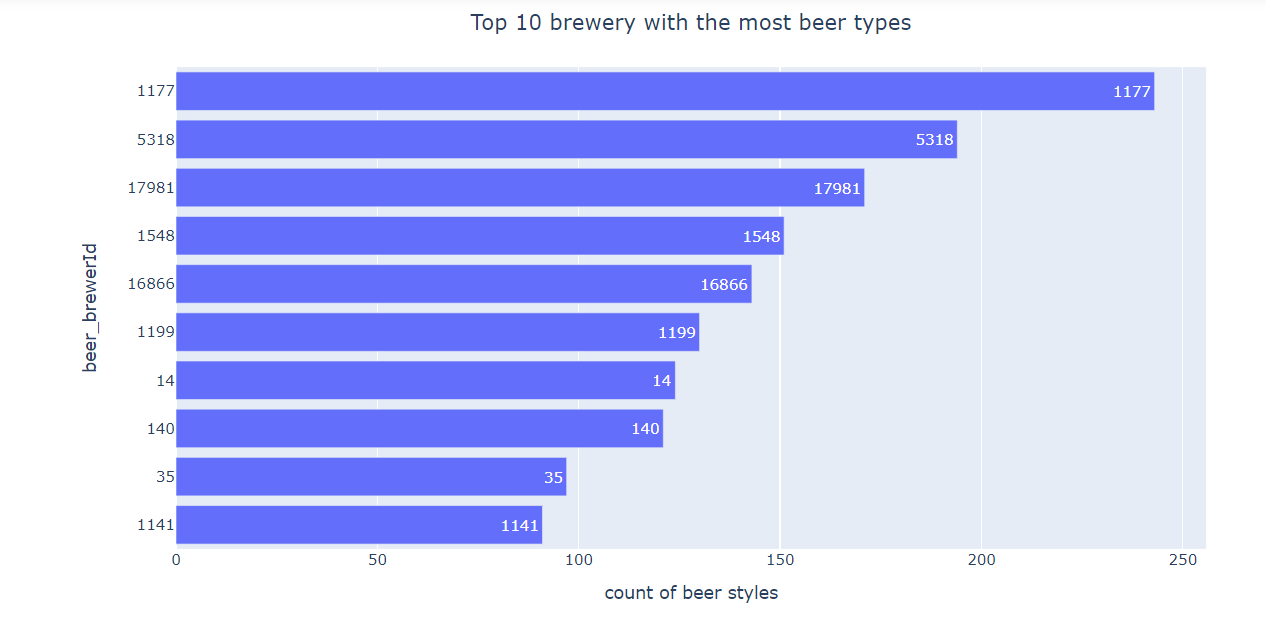 Top 10 brewery with the most beer types
beer_brewerId
1177 1177
5318 5318
17981 17981
1548 1548
16866 16866
1199 1199
14 14
140 140
35 35
1141 1141
0 50 100 150 200 250
count of beer styles